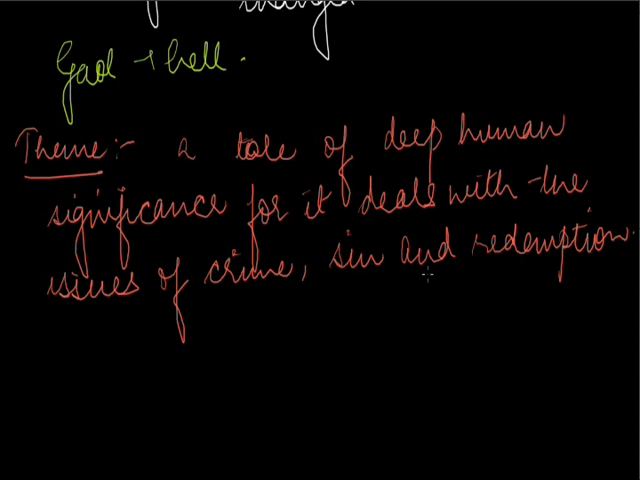 Gaol → hell.
Theme:- a tale of deep human
significance for it deals with the
issues of crime, sin and redemption.